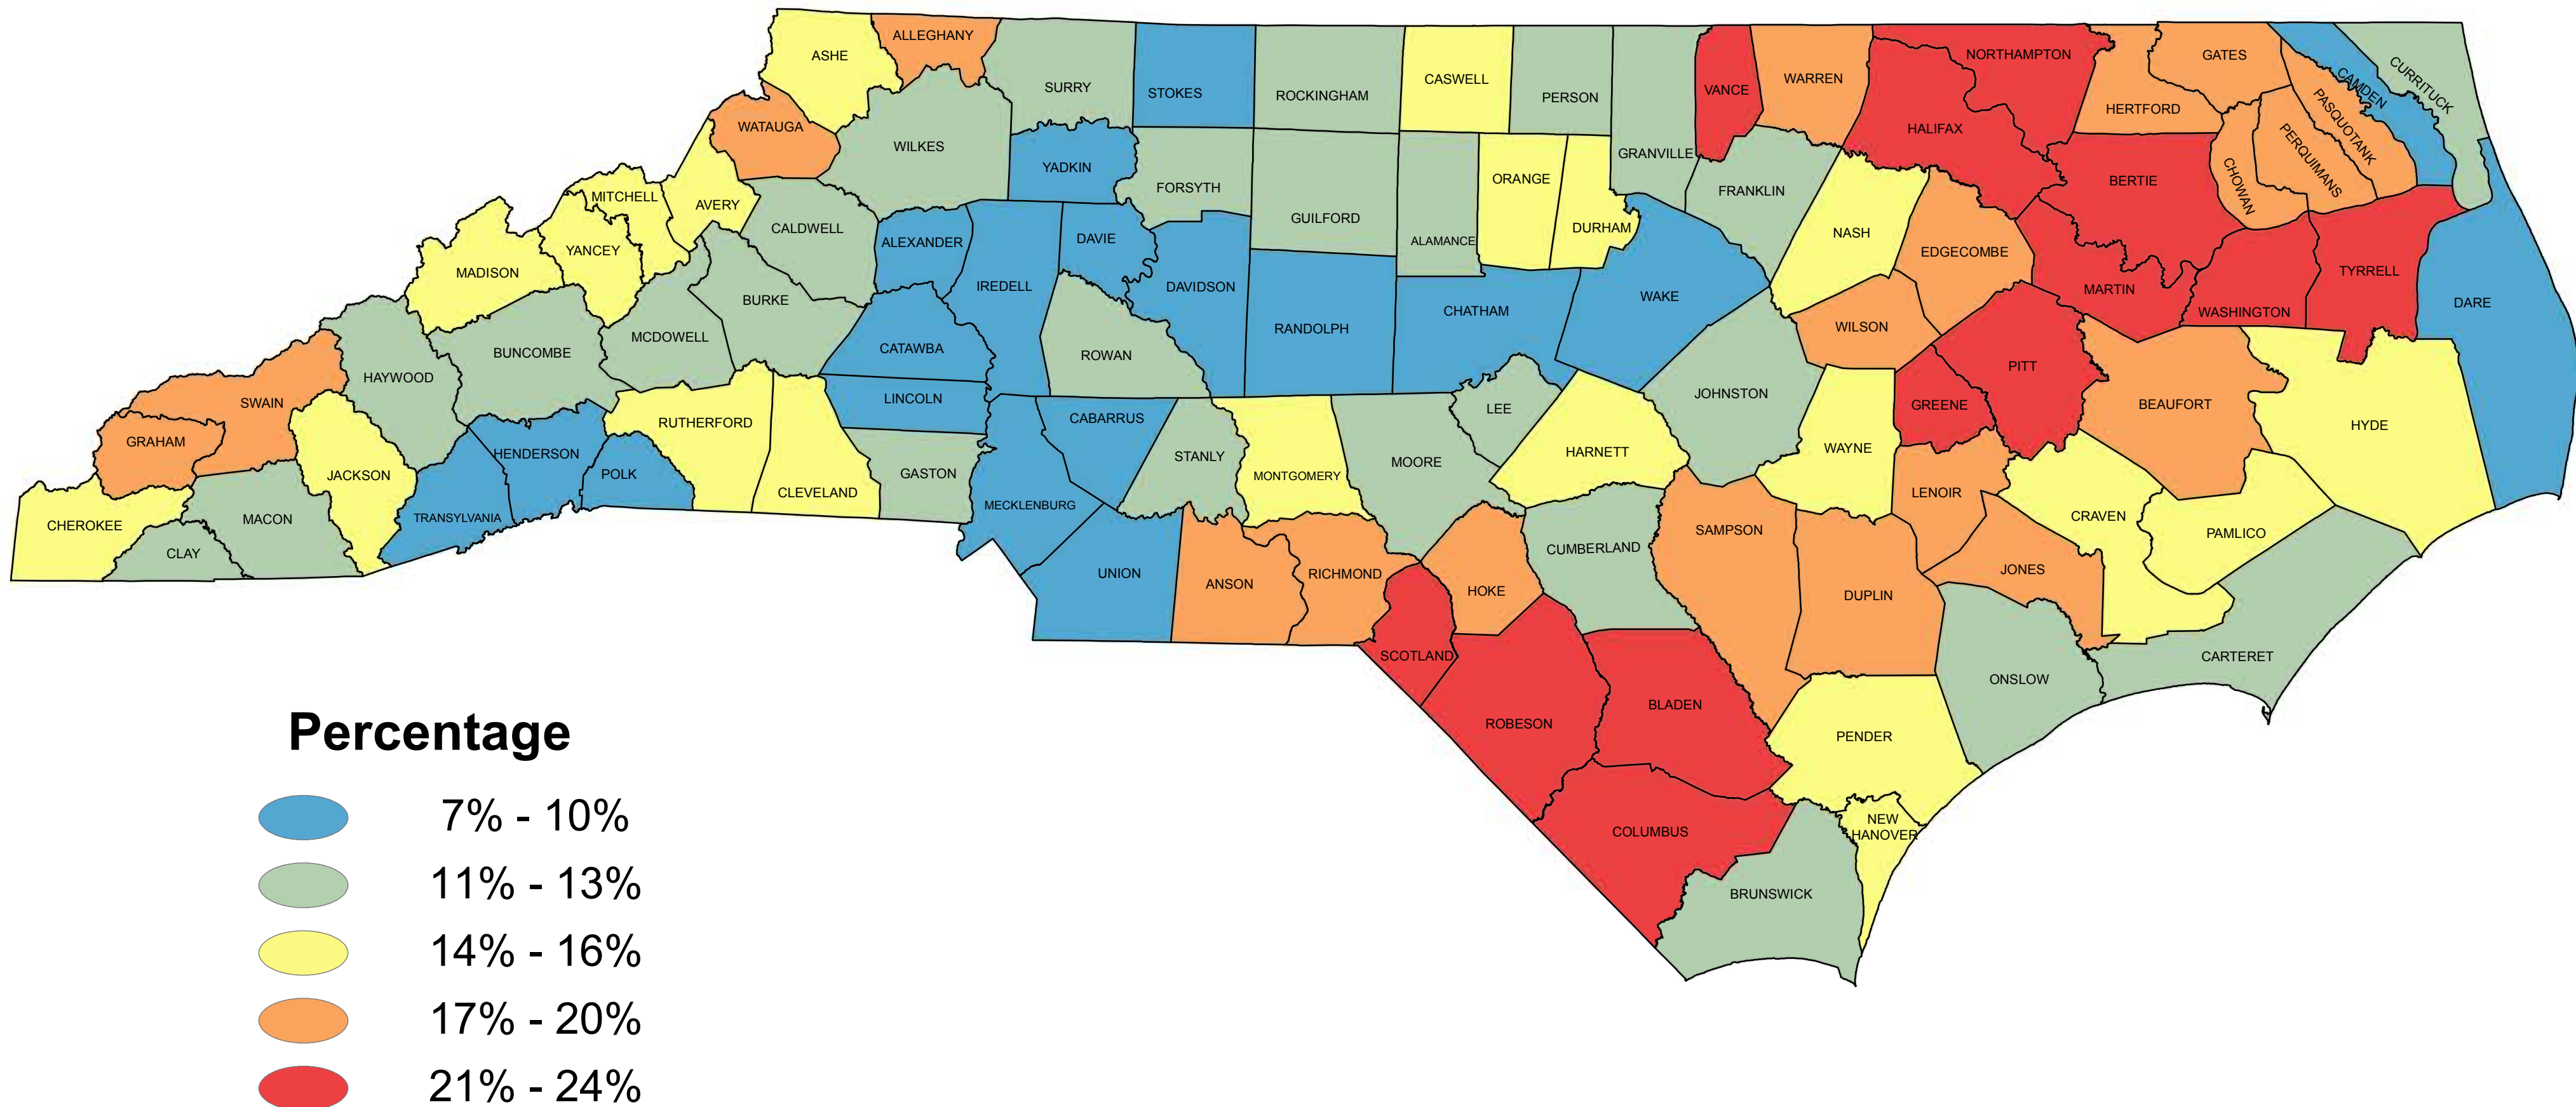 ASHE
ALLEGHANY
SURRY
STOKES
ROCKINGHAM
CASWELL
PERSON
VANCE
WARREN
NORTHAMPTON
GATES
CAMDEN
CURRITUCK
HERTFORD
PASQUOTANK
PERQUIMANS
CHOWAN
WATAUGA
WILKES
YADKIN
FORSYTH
GUILFORD
ALAMANCE
ORANGE
DURHAM
GRANVILLE
FRANKLIN
HALIFAX
BERTIE
MITCHELL
AVERY
CALDWELL
ALEXANDER
IREDELL
DAVIE
DAVIDSON
RANDOLPH
CHATHAM
WAKE
NASH
EDGECOMBE
MARTIN
WASHINGTON
TYRRELL
DARE
MADISON
YANCEY
BURKE
MCDOWELL
BUNCOMBE
HAYWOOD
CATAWBA
ROWAN
WILSON
JOHNSTON
PITT
GREENE
BEAUFORT
HYDE
SWAIN
GRAHAM
JACKSON
HENDERSON
POLK
RUTHERFORD
CLEVELAND
LINCOLN
GASTON
CABARRUS
MECKLENBURG
STANLY
MONTGOMERY
MOORE
LEE
HARNETT
WAYNE
LENOIR
CRAVEN
PAMLICO
CHEROKEE
CLAY
MACON
TRANSYLVANIA
UNION
ANSON
RICHMOND
HOKE
CUMBERLAND
SAMPSON
DUPLIN
JONES
CARTERET
ONSLOW
SCOTLAND
ROBESON
BLADEN
PENDER
COLUMBUS
NEW
HANOVER
BRUNSWICK
Percentage
7% - 10%
11% - 13%
14% - 16%
17% - 20%
21% - 24%